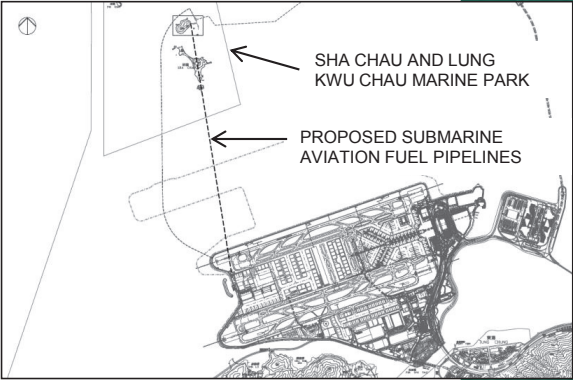 SHA CHAU AND LUNG
KWU CHAU MARINE PARK
PROPOSED SUBMARINE
AVIATION FUEL PIPELINES